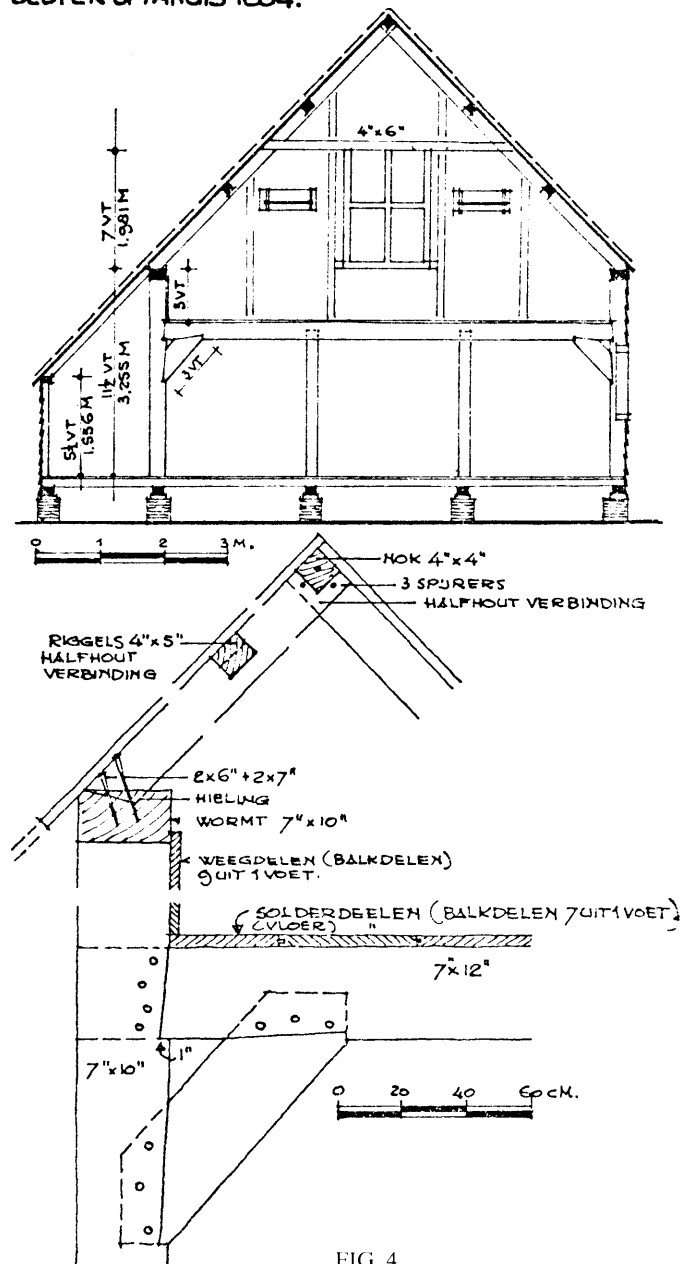 4"x6"
7 VT
1.981 M
3 VT
11½ VT
3.255 M
2 VT
5½ VT
1.556 M
0 1 2 3 M.
NOK 4"x4"
3 SPIJKERS
HALFHOUT VERBINDING
RIGGELS 4"x5"
HALFHOUT
VERBINDING
2x6" + 2x7"
HIELING
WORMT 7"x10"
WEEGDELEN (BALKDELEN)
9 UIT 1 VOET.
SOLDERDEELEN (BALKDELEN 7 UIT 1 VOET)
(VLOER) "
7"x12"
1"
7"x10"
0 20 40 60 CM.
FIG. 4